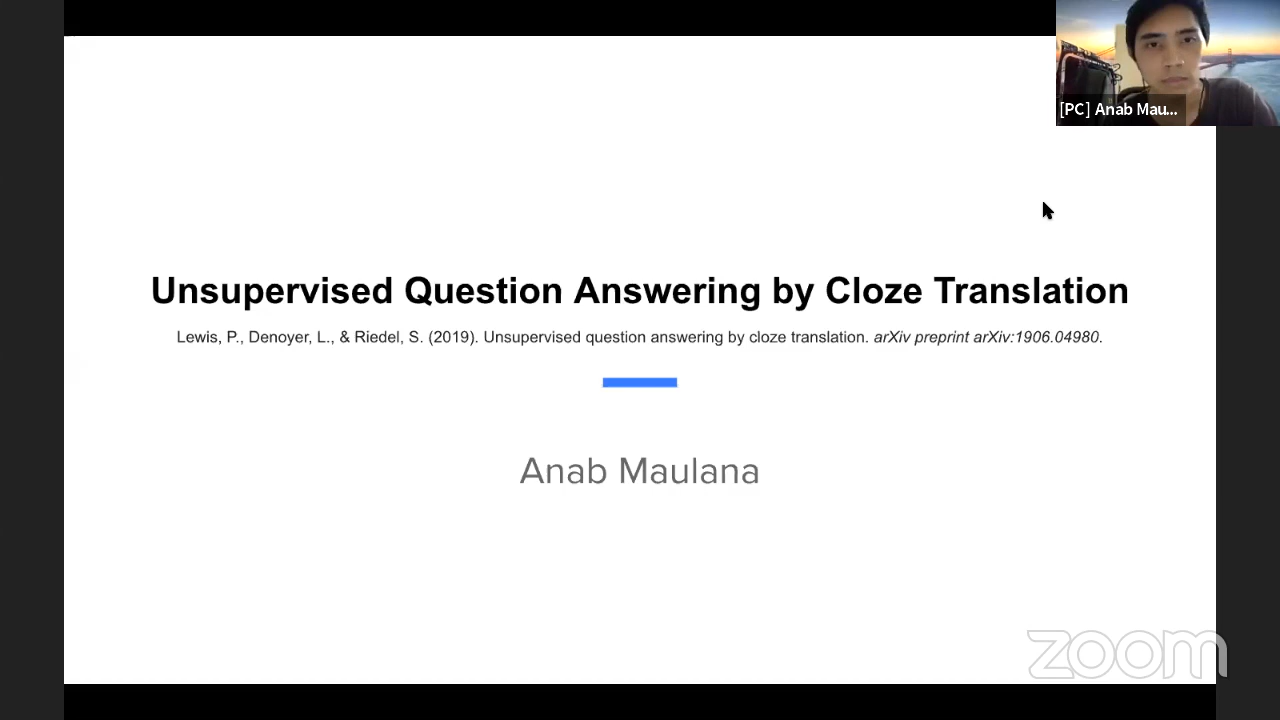 [PC] Anab Mau...
Unsupervised Question Answering by Cloze Translation
Lewis, P., Denoyer, L., & Riedel, S. (2019). Unsupervised question answering by cloze translation. arXiv preprint arXiv:1906.04980.
Anab Maulana
zoom